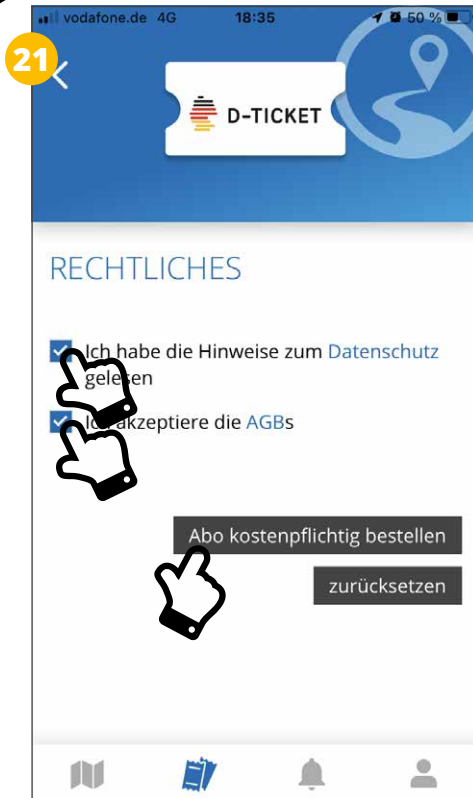 vodafone.de 4G 18:35 50 %
21
D-TICKET
RECHTLICHES
Ich habe die Hinweise zum Datenschutz
gelesen
Ich akzeptiere die AGBs
Abo kostenpflichtig bestellen
zurücksetzen